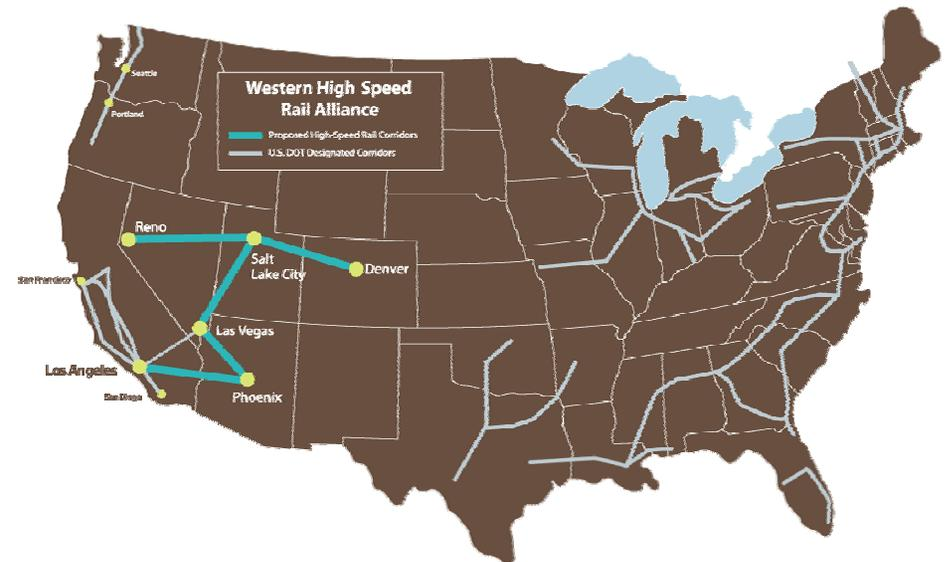 Seattle
Portland
Western High Speed
Rail Alliance
Proposed High-Speed Rail Corridors
U.S. DOT Designated Corridors
Reno
Salt
Lake City
Denver
San Francisco
Las Vegas
Los Angeles
Phoenix
San Diego